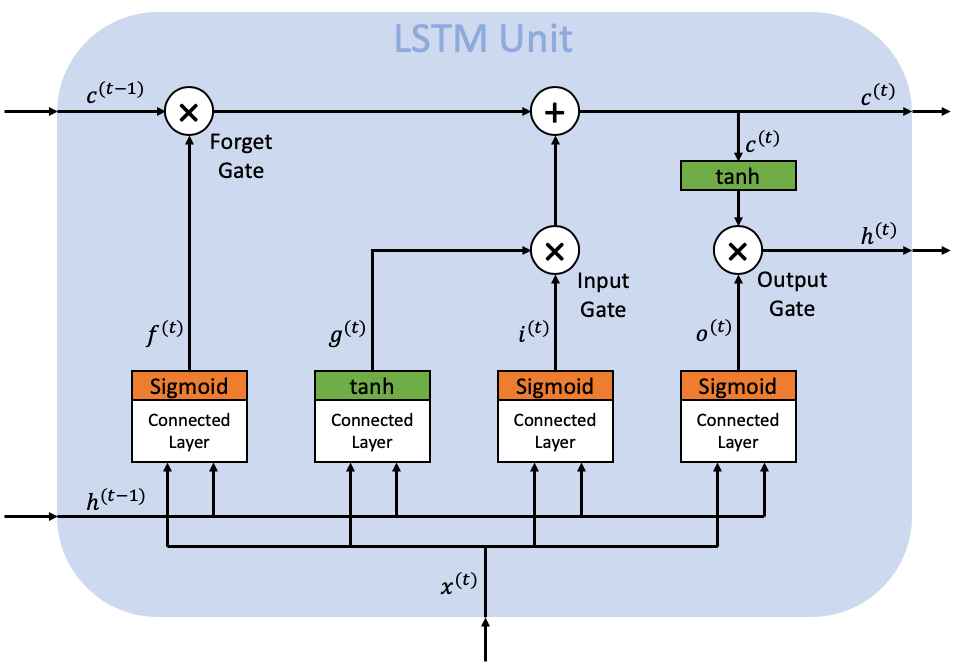 LSTM Unit
c^(t−1)
c^(t)
Forget
Gate
c^(t)
tanh
h^(t)
Input
Gate
Output
Gate
f^(t)
g^(t)
i^(t)
o^(t)
Sigmoid
Connected
Layer
tanh
Connected
Layer
Sigmoid
Connected
Layer
Sigmoid
Connected
Layer
h^(t−1)
x^(t)